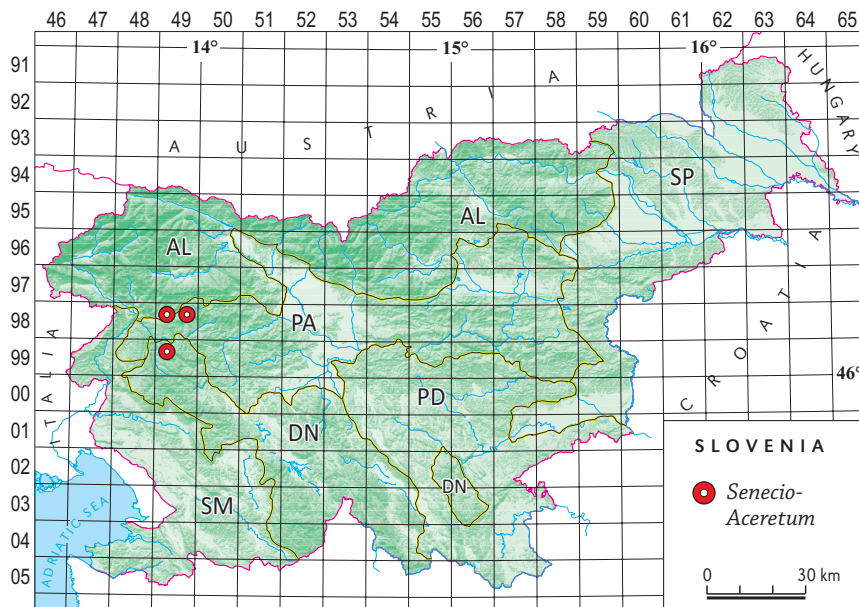 46 47 48 49 50 51 52 53 54 55 56 57 58 59 60 61 62 63 64 65
14° 15° 16°
91
92
93
94
95
96
97
98
99
00
01
02
03
04
05
AUSTRIA
HUNGARY
CROATIA
ITALIA
ADRIATIC SEA
46°
SP
AL
AL
PA
PD
DN
DN
SM
SLOVENIA
Senecio-
Aceretum
0 30 km